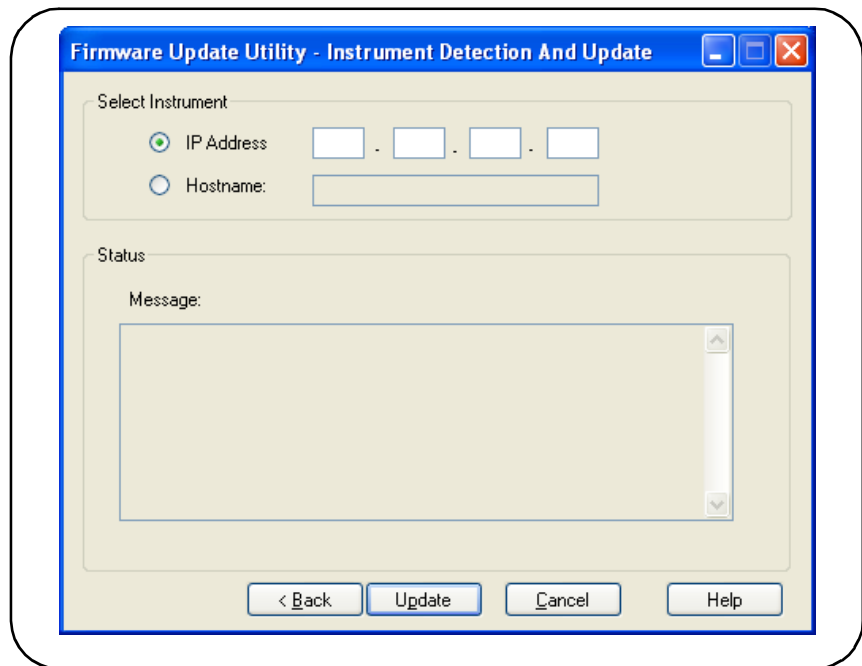 Firmware Update Utility - Instrument Detection And Update
Select Instrument
IP Address . . .
Hostname:
Status
Message:
< Back Update Cancel Help